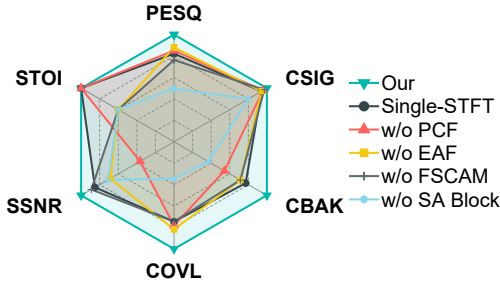 PESQ
STOI
CSIG
SSNR
CBAK
COVL
Our
Single-STFT
w/o PCF
w/o EAF
w/o FSCAM
w/o SA Block